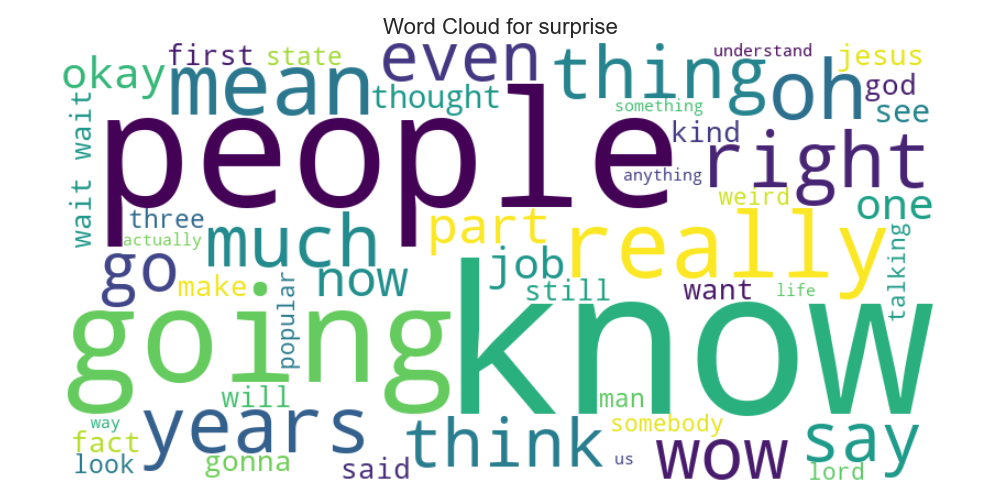 Word Cloud for surprise
first state even understand jesus
okay mean thought thing oh god
something see
wait wait people kind right
anything
three weird one
actually much part really
go job talking
make now still want life
popular
going know
will man
way years somebody
fact think wow say
look gonna said us lord